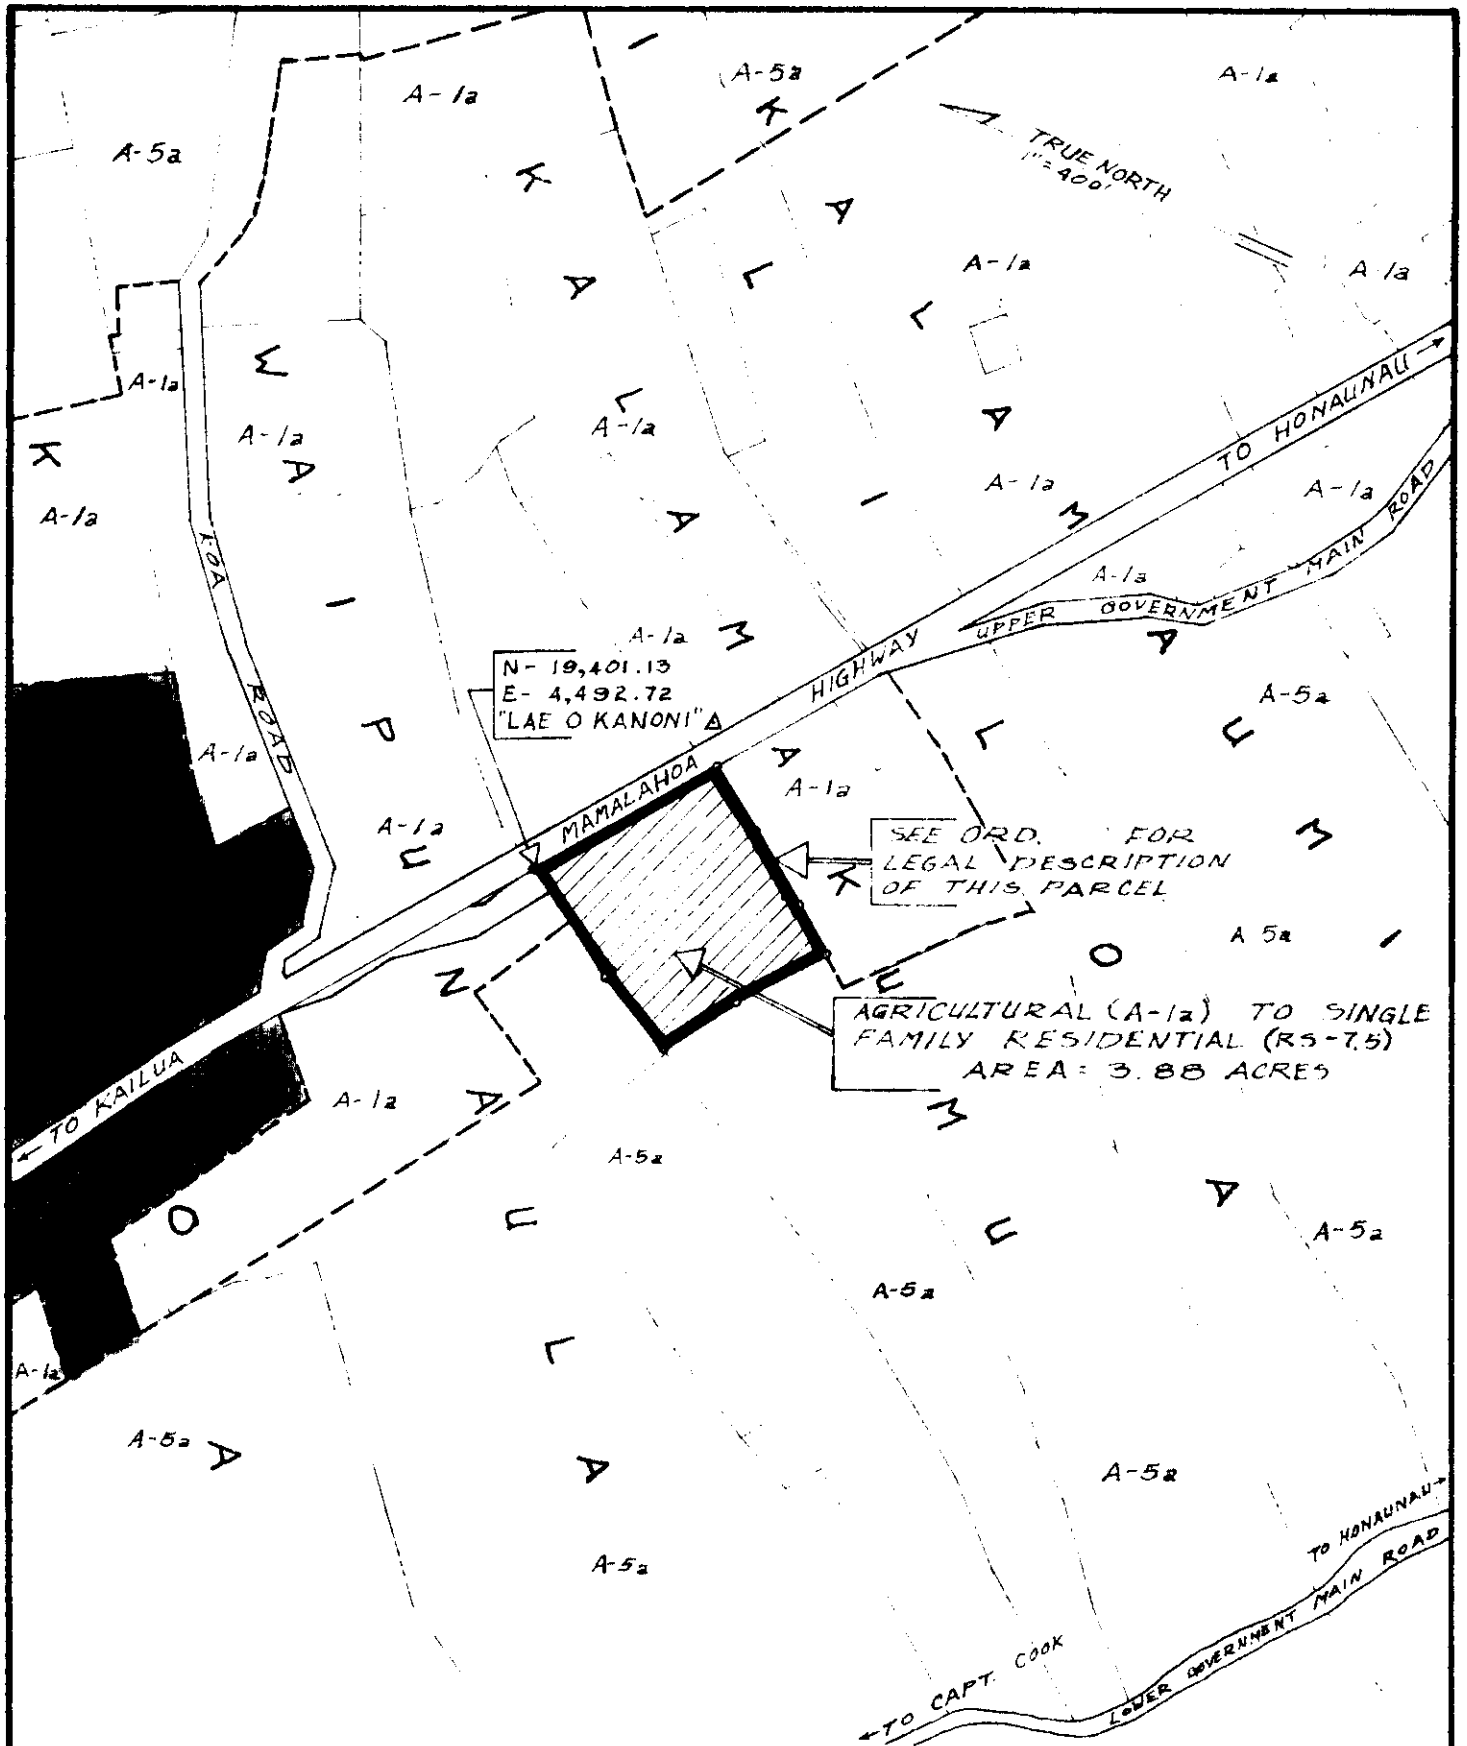 A-5a
A-1a
A-1a
A-5a
TRUE NORTH
1"=400'
A-1a
A-1a
A-1a
A-1a
A-1a
A-1a
A-1a
A-1a
TO HONAUNAU →
KOA ROAD
A-1a
UPPER GOVERNMENT MAIN ROAD
A-1a
N- 19,401.13
E- 4,492.72
"LAE O KANONI" △
MAMALAHOA HIGHWAY
A-5a
A-1a
A-1a
A-1a
SEE ORD. FOR
LEGAL DESCRIPTION
OF THIS PARCEL
A 5a
AGRICULTURAL (A-1a) TO SINGLE
FAMILY RESIDENTIAL (RS-7.5)
AREA: 3.88 ACRES
← TO KAILUA
A-1a
A-5a
A-5a
A-5a
A-1a
A-5a
A-5a
A-5a
TO HONAUNAU→
LOWER GOVERNMENT MAIN ROAD
←TO CAPT. COOK
KAWAIPUNAULA
KALAMAKUMU
KALLIMAUMOI
K
O
A